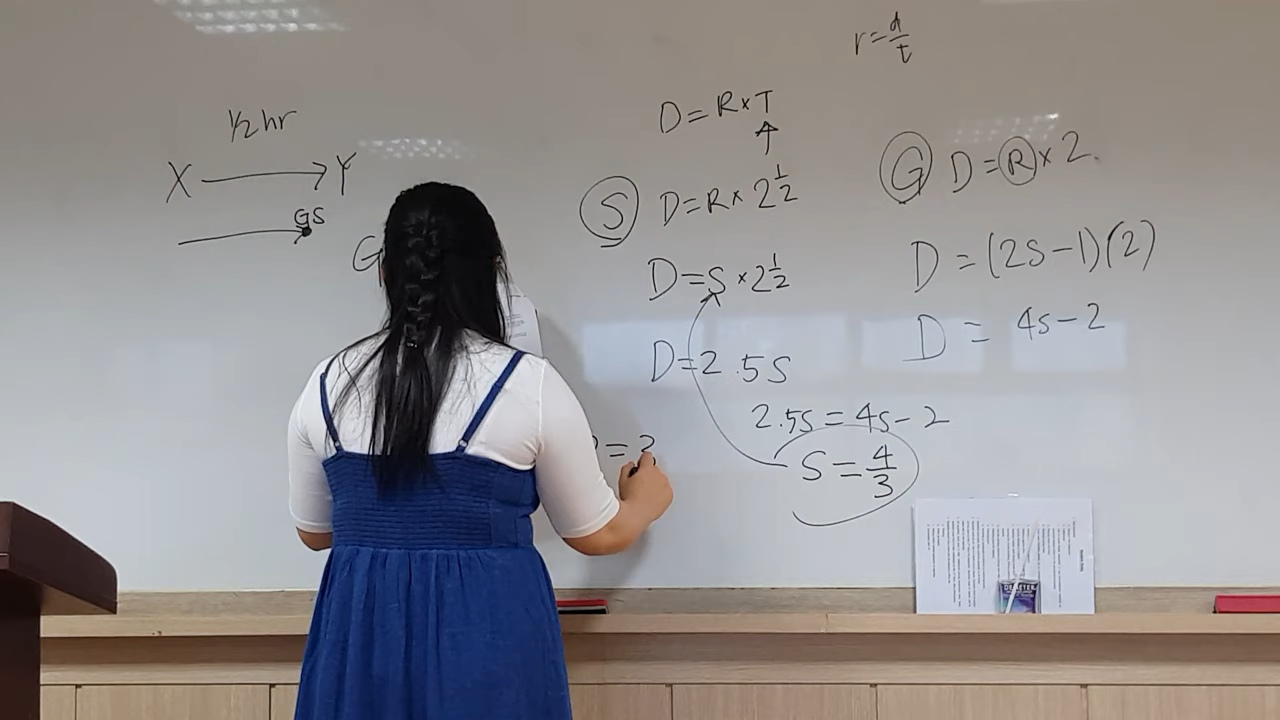 r = d/t
1/2 hr
X → Y
GS
G
D = R × T
S D = R × 2 1/2
D = S × 2 1/2
D = 2.5S
G D = R × 2.
D = (2S − 1)(2)
D = 4s − 2
2.5s = 4s − 2
S = 4/3